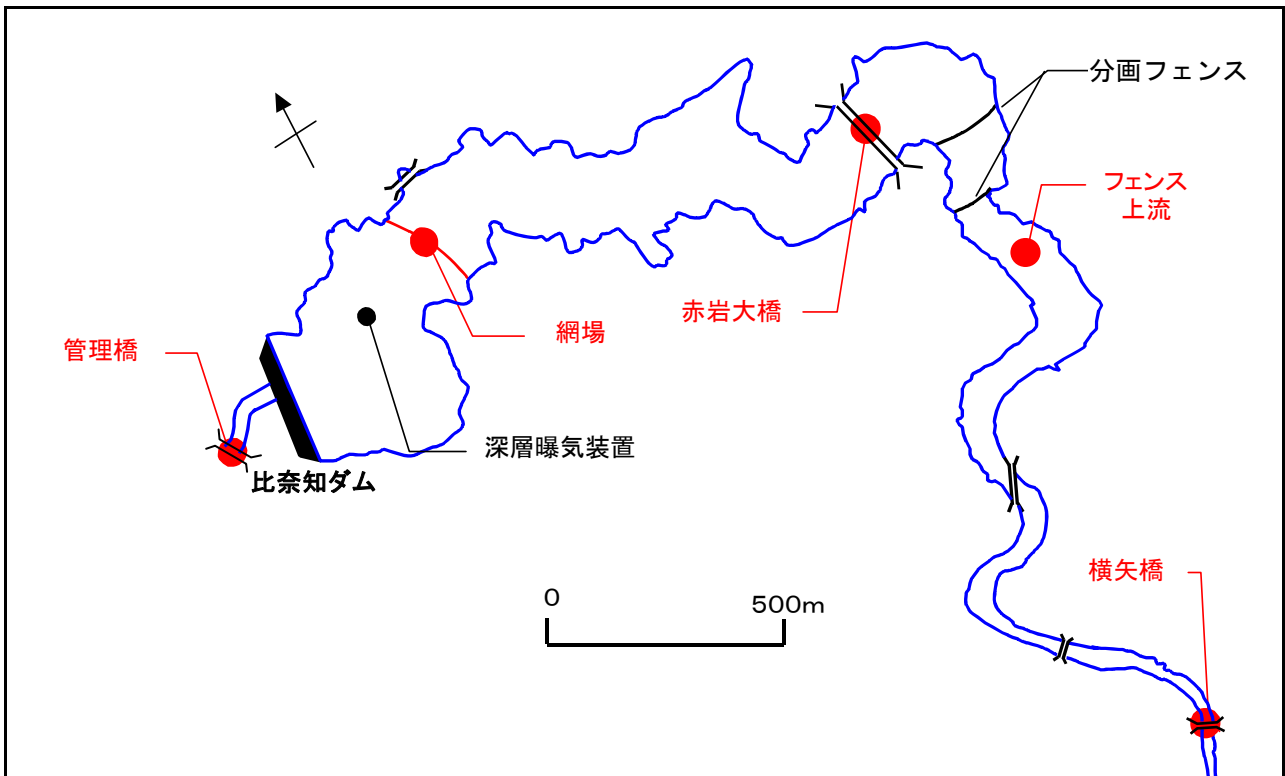 分画フェンス
フェンス
上流
赤岩大橋
網場
管理橋
深層曝気装置
比奈知ダム
横矢橋
0
500m